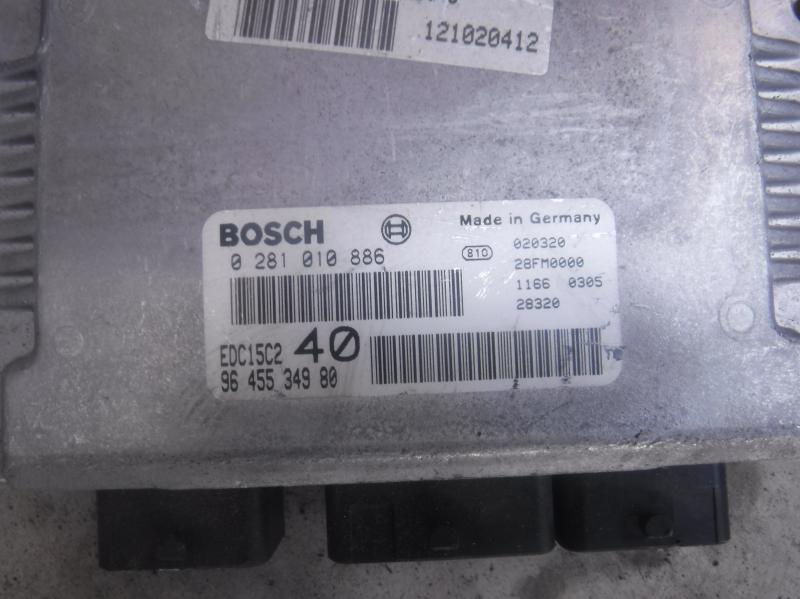 121020412
BOSCH
Made in Germany
0 281 010 886
810
020320
28FM0000
1166 0305
28320
EDC15C2 40
96 455 349 80